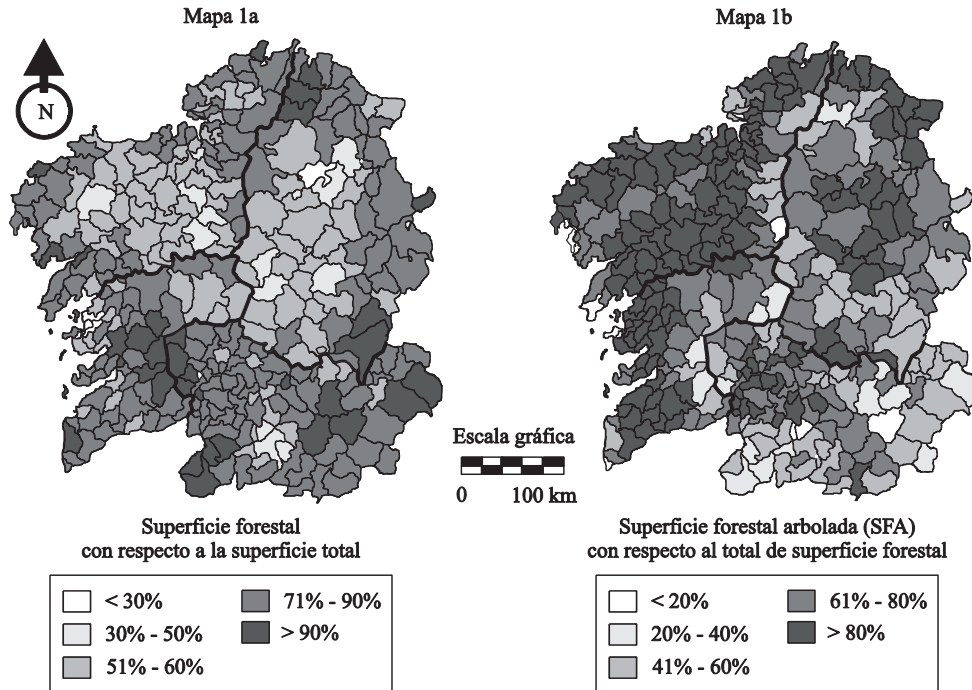 Mapa 1a
Mapa 1b
N
Escala gráfica
0 100 km
Superficie forestal
con respecto a la superficie total
< 30%
30% - 50%
51% - 60%
71% - 90%
> 90%
Superficie forestal arbolada (SFA)
con respecto al total de superficie forestal
< 20%
20% - 40%
41% - 60%
61% - 80%
> 80%